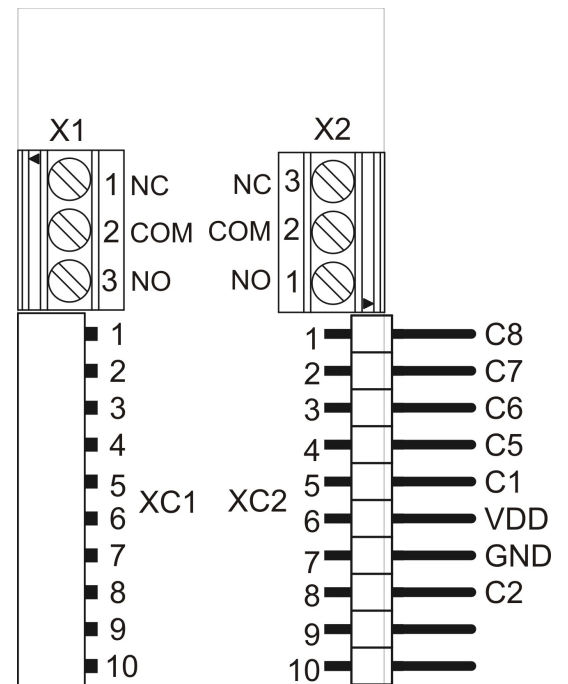 X1 X2
1 NC NC 3
2 COM COM 2
3 NO NO 1
1 1 C8
2 2 C7
3 3 C6
4 4 C5
5 5 C1
XC1 XC2
6 6 VDD
7 7 GND
8 8 C2
9 9
10 10